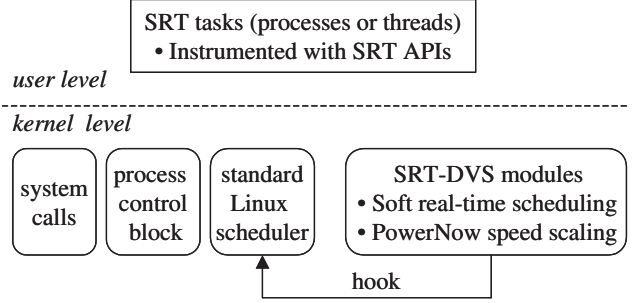 SRT tasks (processes or threads)
• Instrumented with SRT APIs
user level
kernel level
system
calls
process
control
block
standard
Linux
scheduler
SRT-DVS modules
• Soft real-time scheduling
• PowerNow speed scaling
hook